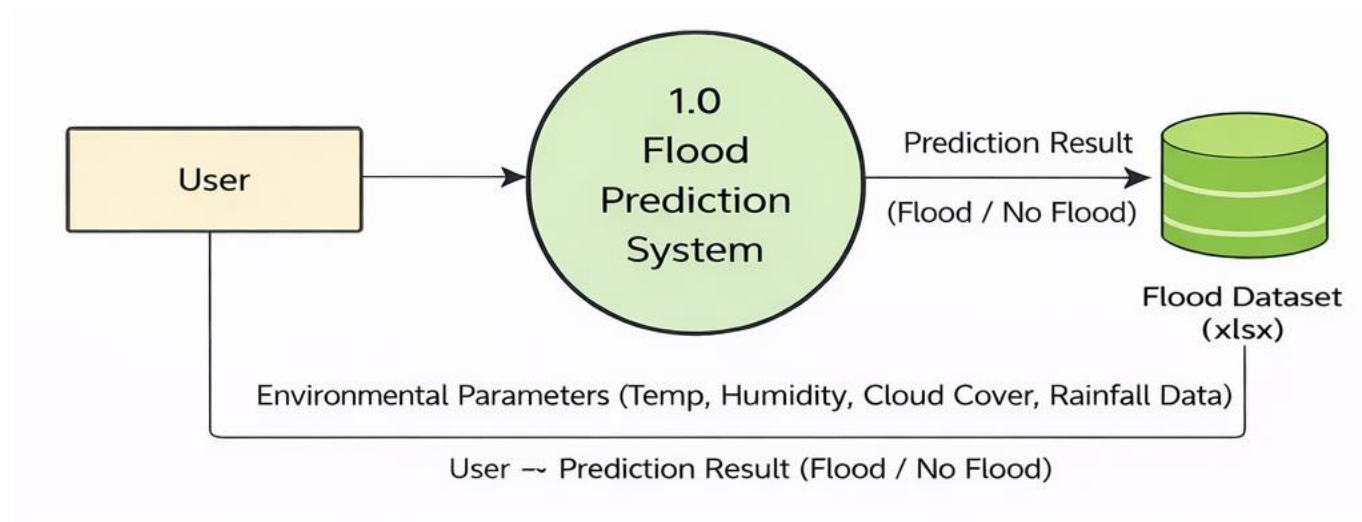 User
1.0
Flood
Prediction
System
Prediction Result
(Flood / No Flood)
Flood Dataset
(xlsx)
Environmental Parameters (Temp, Humidity, Cloud Cover, Rainfall Data)
User ⤳ Prediction Result (Flood / No Flood)